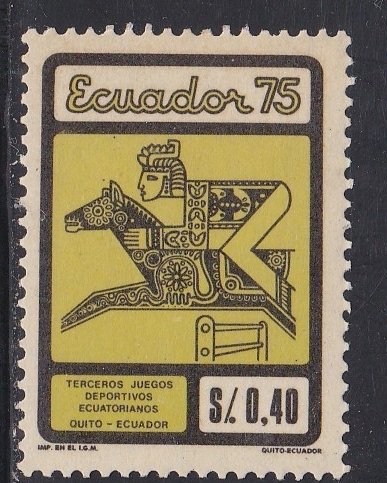 Ecuador 75
TERCEROS JUEGOS
DEPORTIVOS
ECUATORIANOS
QUITO - ECUADOR
S/. 0,40
IMP. EN EL I.G.M.
QUITO-ECUADOR